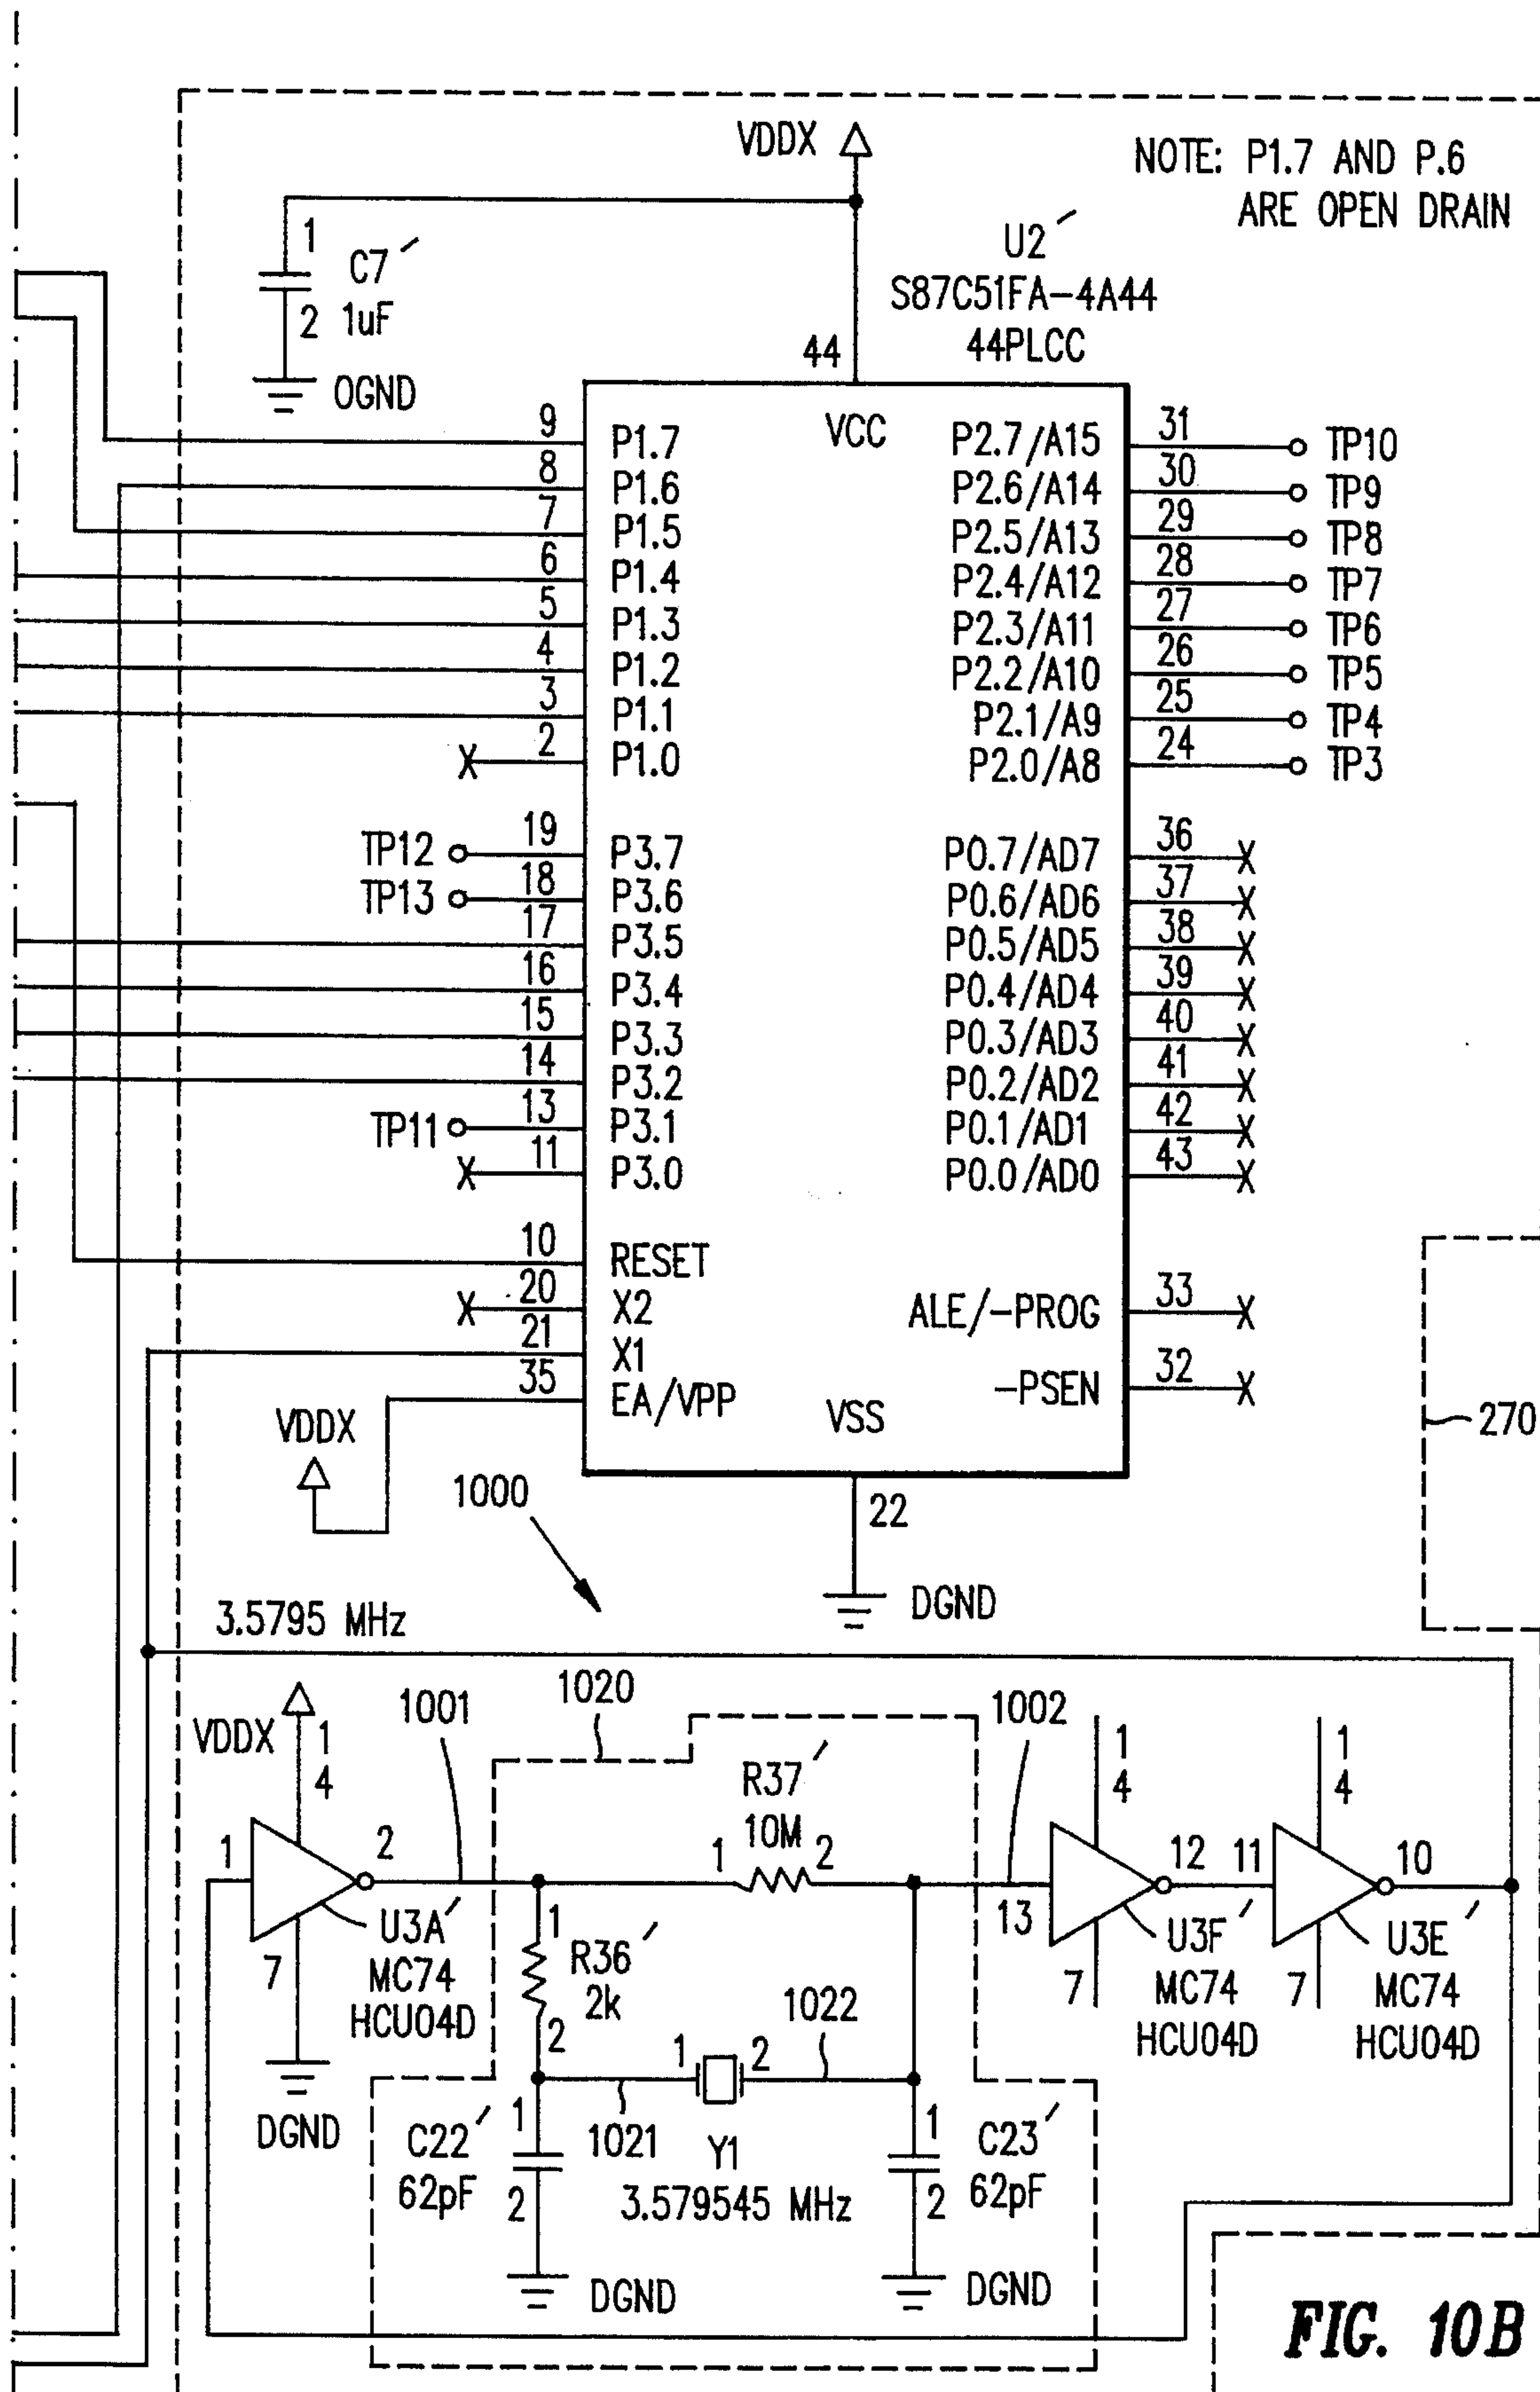 VDDX
NOTE: P1.7 AND P.6
ARE OPEN DRAIN
1
C7′
2
1uF
OGND
U2′
S87C51FA-4A44
44PLCC
44
VCC
9 P1.7
8 P1.6
7 P1.5
6 P1.4
5 P1.3
4 P1.2
3 P1.1
X 2 P1.0
P2.7/A15 31 TP10
P2.6/A14 30 TP9
P2.5/A13 29 TP8
P2.4/A12 28 TP7
P2.3/A11 27 TP6
P2.2/A10 26 TP5
P2.1/A9 25 TP4
P2.0/A8 24 TP3
TP12 19 P3.7
TP13 18 P3.6
17 P3.5
16 P3.4
15 P3.3
14 P3.2
TP11 13 P3.1
X 11 P3.0
P0.7/AD7 36 X
P0.6/AD6 37 X
P0.5/AD5 38 X
P0.4/AD4 39 X
P0.3/AD3 40 X
P0.2/AD2 41 X
P0.1/AD1 42 X
P0.0/AD0 43 X
10 RESET
X 20 X2
21 X1
35 EA/VPP
ALE/-PROG 33 X
-PSEN 32 X
VSS
VDDX
270
1000
22
DGND
3.5795 MHz
VDDX
1
4
1001
1020
1002
R37′
10M
1 2
1
4
1
4
1 2
U3A′
MC74
HCU04D
7
DGND
1
R36′
2k
2
13
12
U3F′
MC74
HCU04D
7
11
10
U3E′
MC74
HCU04D
7
1 2
1021
1022
Y1
3.579545 MHz
1
C22′
62pF
2
DGND
1
C23′
62pF
2
DGND
FIG. 10B